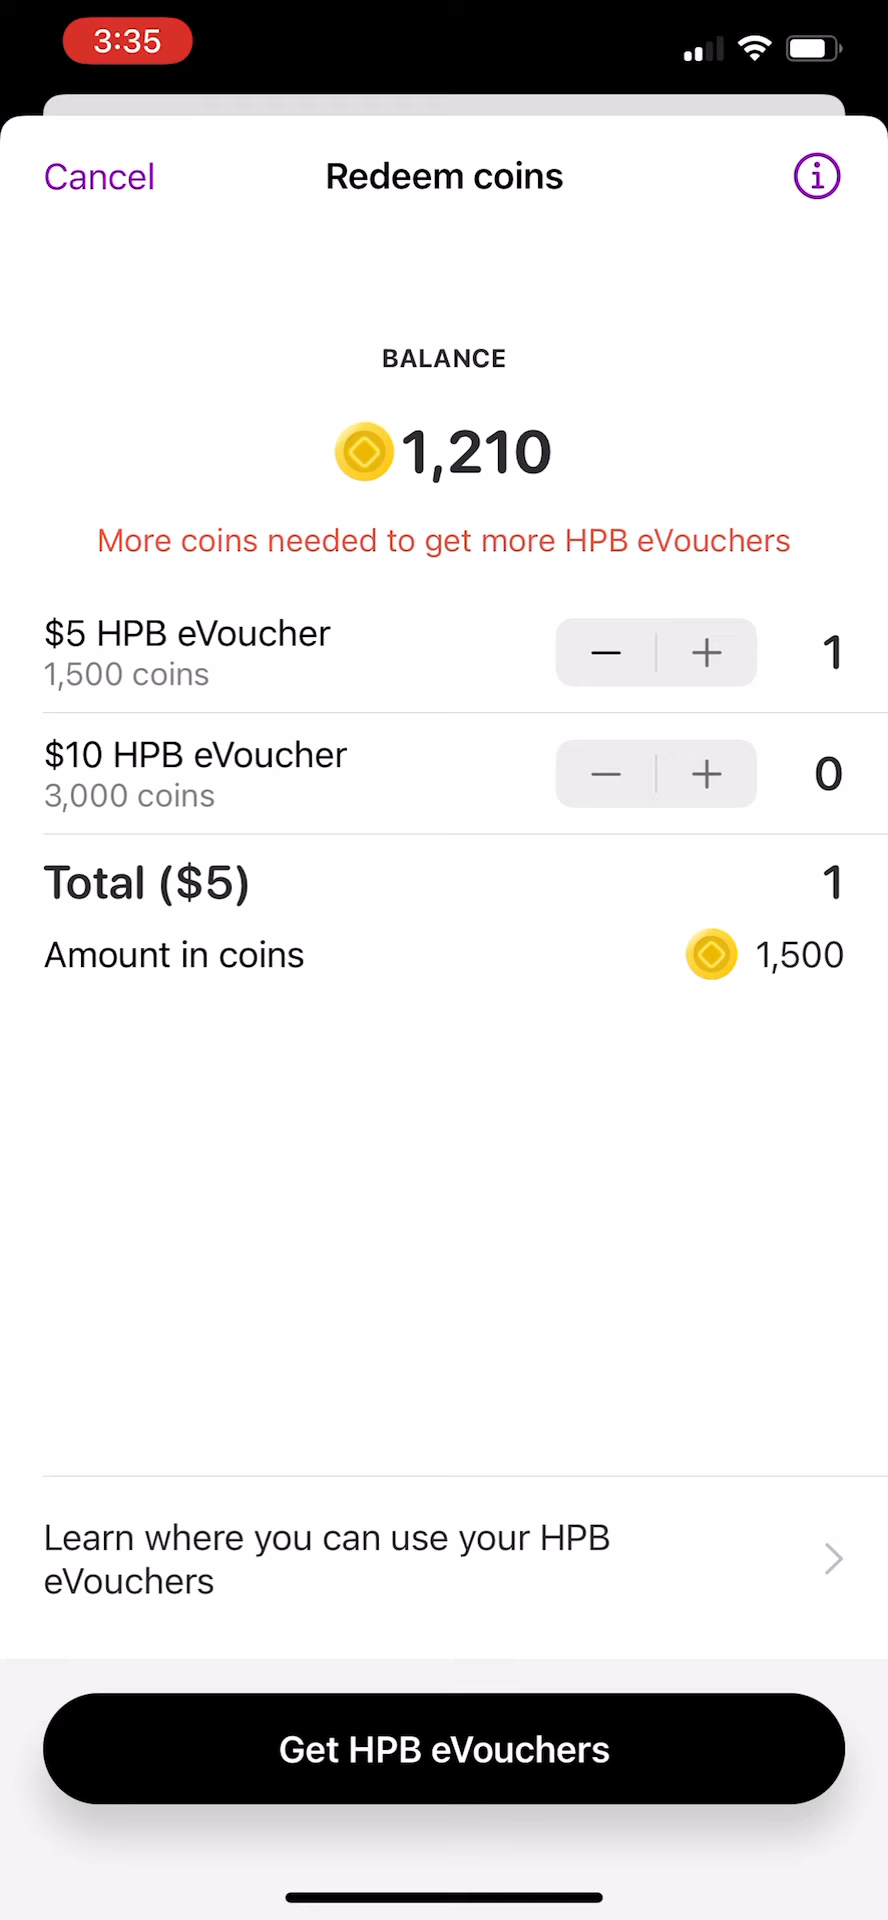 3:35
Cancel
Redeem coins
BALANCE
1,210
More coins needed to get more HPB eVouchers
$5 HPB eVoucher
1,500 coins
1
$10 HPB eVoucher
3,000 coins
0
Total ($5)
1
Amount in coins
1,500
Learn where you can use your HPB
eVouchers
Get HPB eVouchers